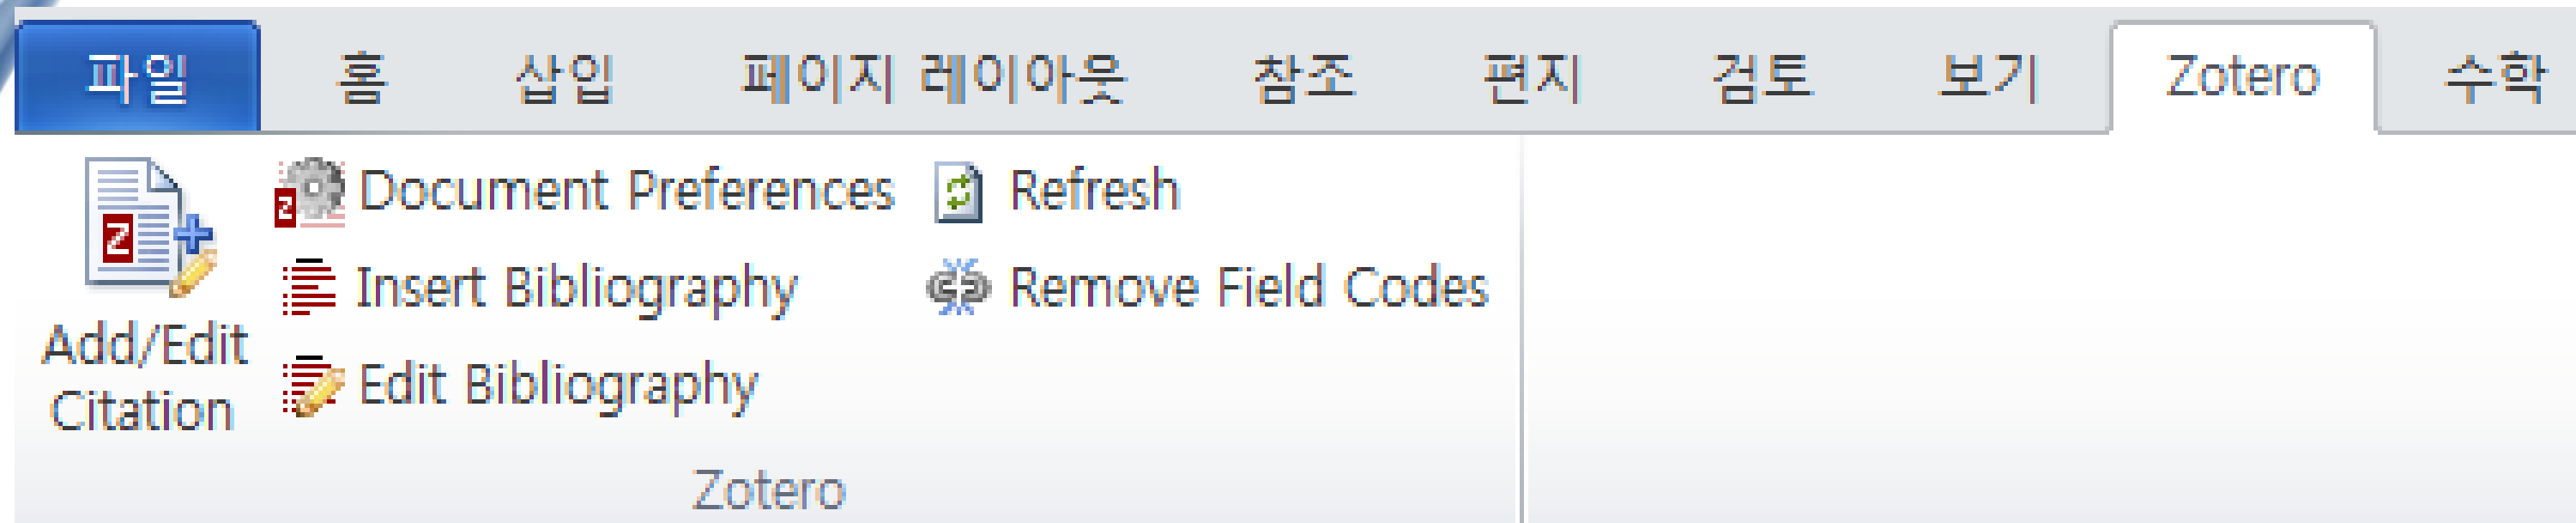 파일 홈 삽입 페이지 레이아웃 참조 편지 검토 보기 Zotero 수학
Add/Edit Citation
Document Preferences
Insert Bibliography
Edit Bibliography
Refresh
Remove Field Codes
Zotero